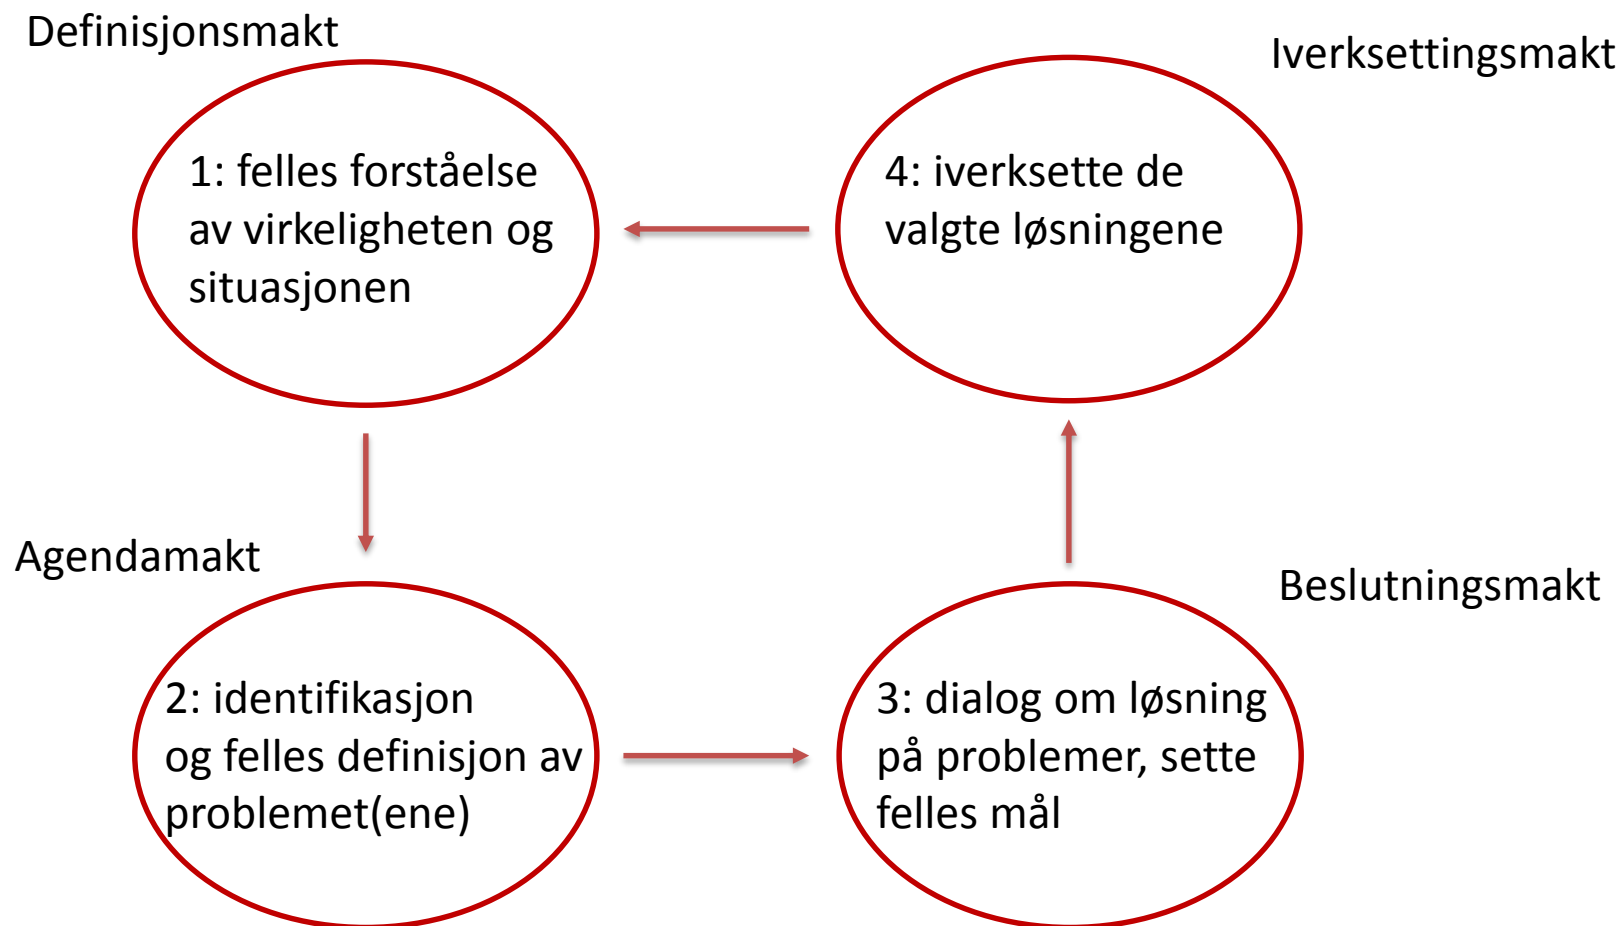 Definisjonsmakt
1: felles forståelse
av virkeligheten og
situasjonen
Iverksettingsmakt
4: iverksette de
valgte løsningene
Agendamakt
2: identifikasjon
og felles definisjon av
problemet(ene)
Beslutningsmakt
3: dialog om løsning
på problemer, sette
felles mål